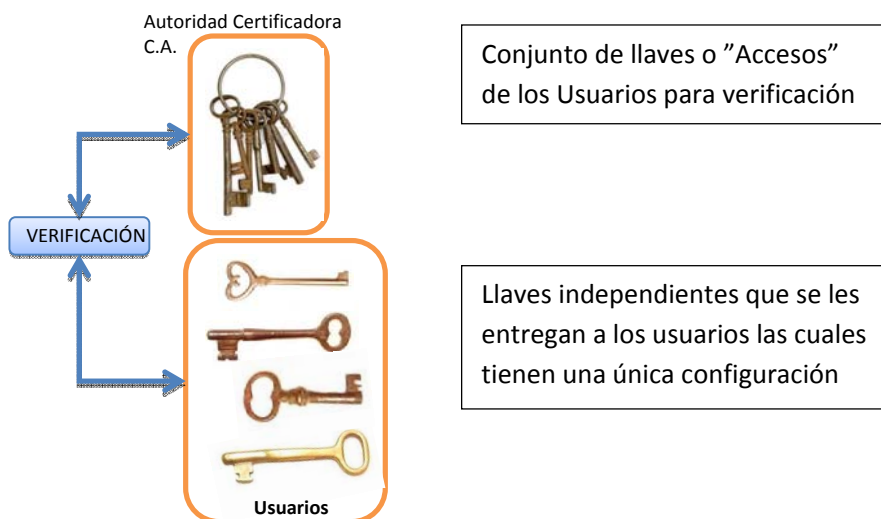 Autoridad Certificadora
C.A.
Conjunto de llaves o ”Accesos”
de los Usuarios para verificación
VERIFICACIÓN
Llaves independientes que se les
entregan a los usuarios las cuales
tienen una única configuración
Usuarios